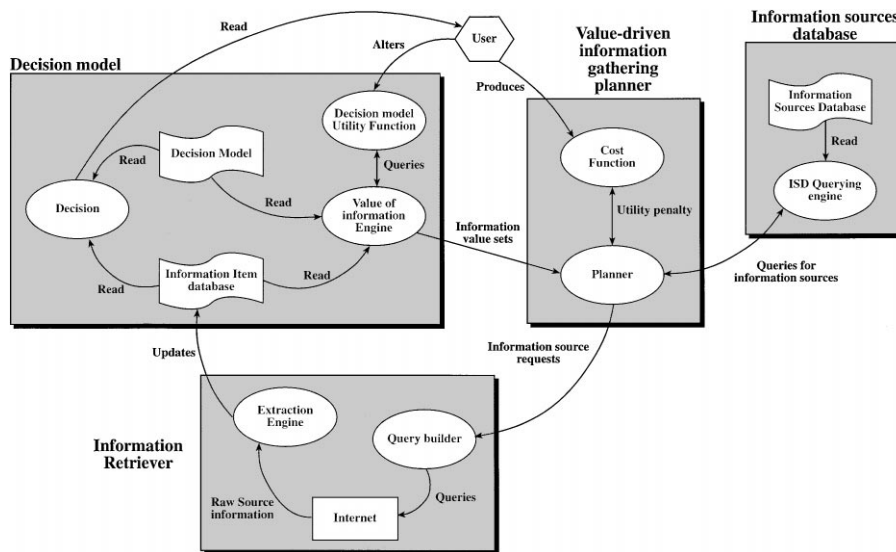 Read
User
Alters
Produces
Value-driven
information
gathering
planner
Information sources
database
Decision model
Decision model
Utility Function
Queries
Read
Decision Model
Read
Decision
Value of
information
Engine
Read
Information Item
database
Read
Information
value sets
Cost
Function
Utility penalty
Planner
Information
Sources Database
Read
ISD Querying
engine
Queries for
information sources
Updates
Information source
requests
Information
Retriever
Extraction
Engine
Query builder
Queries
Raw Source
information
Internet